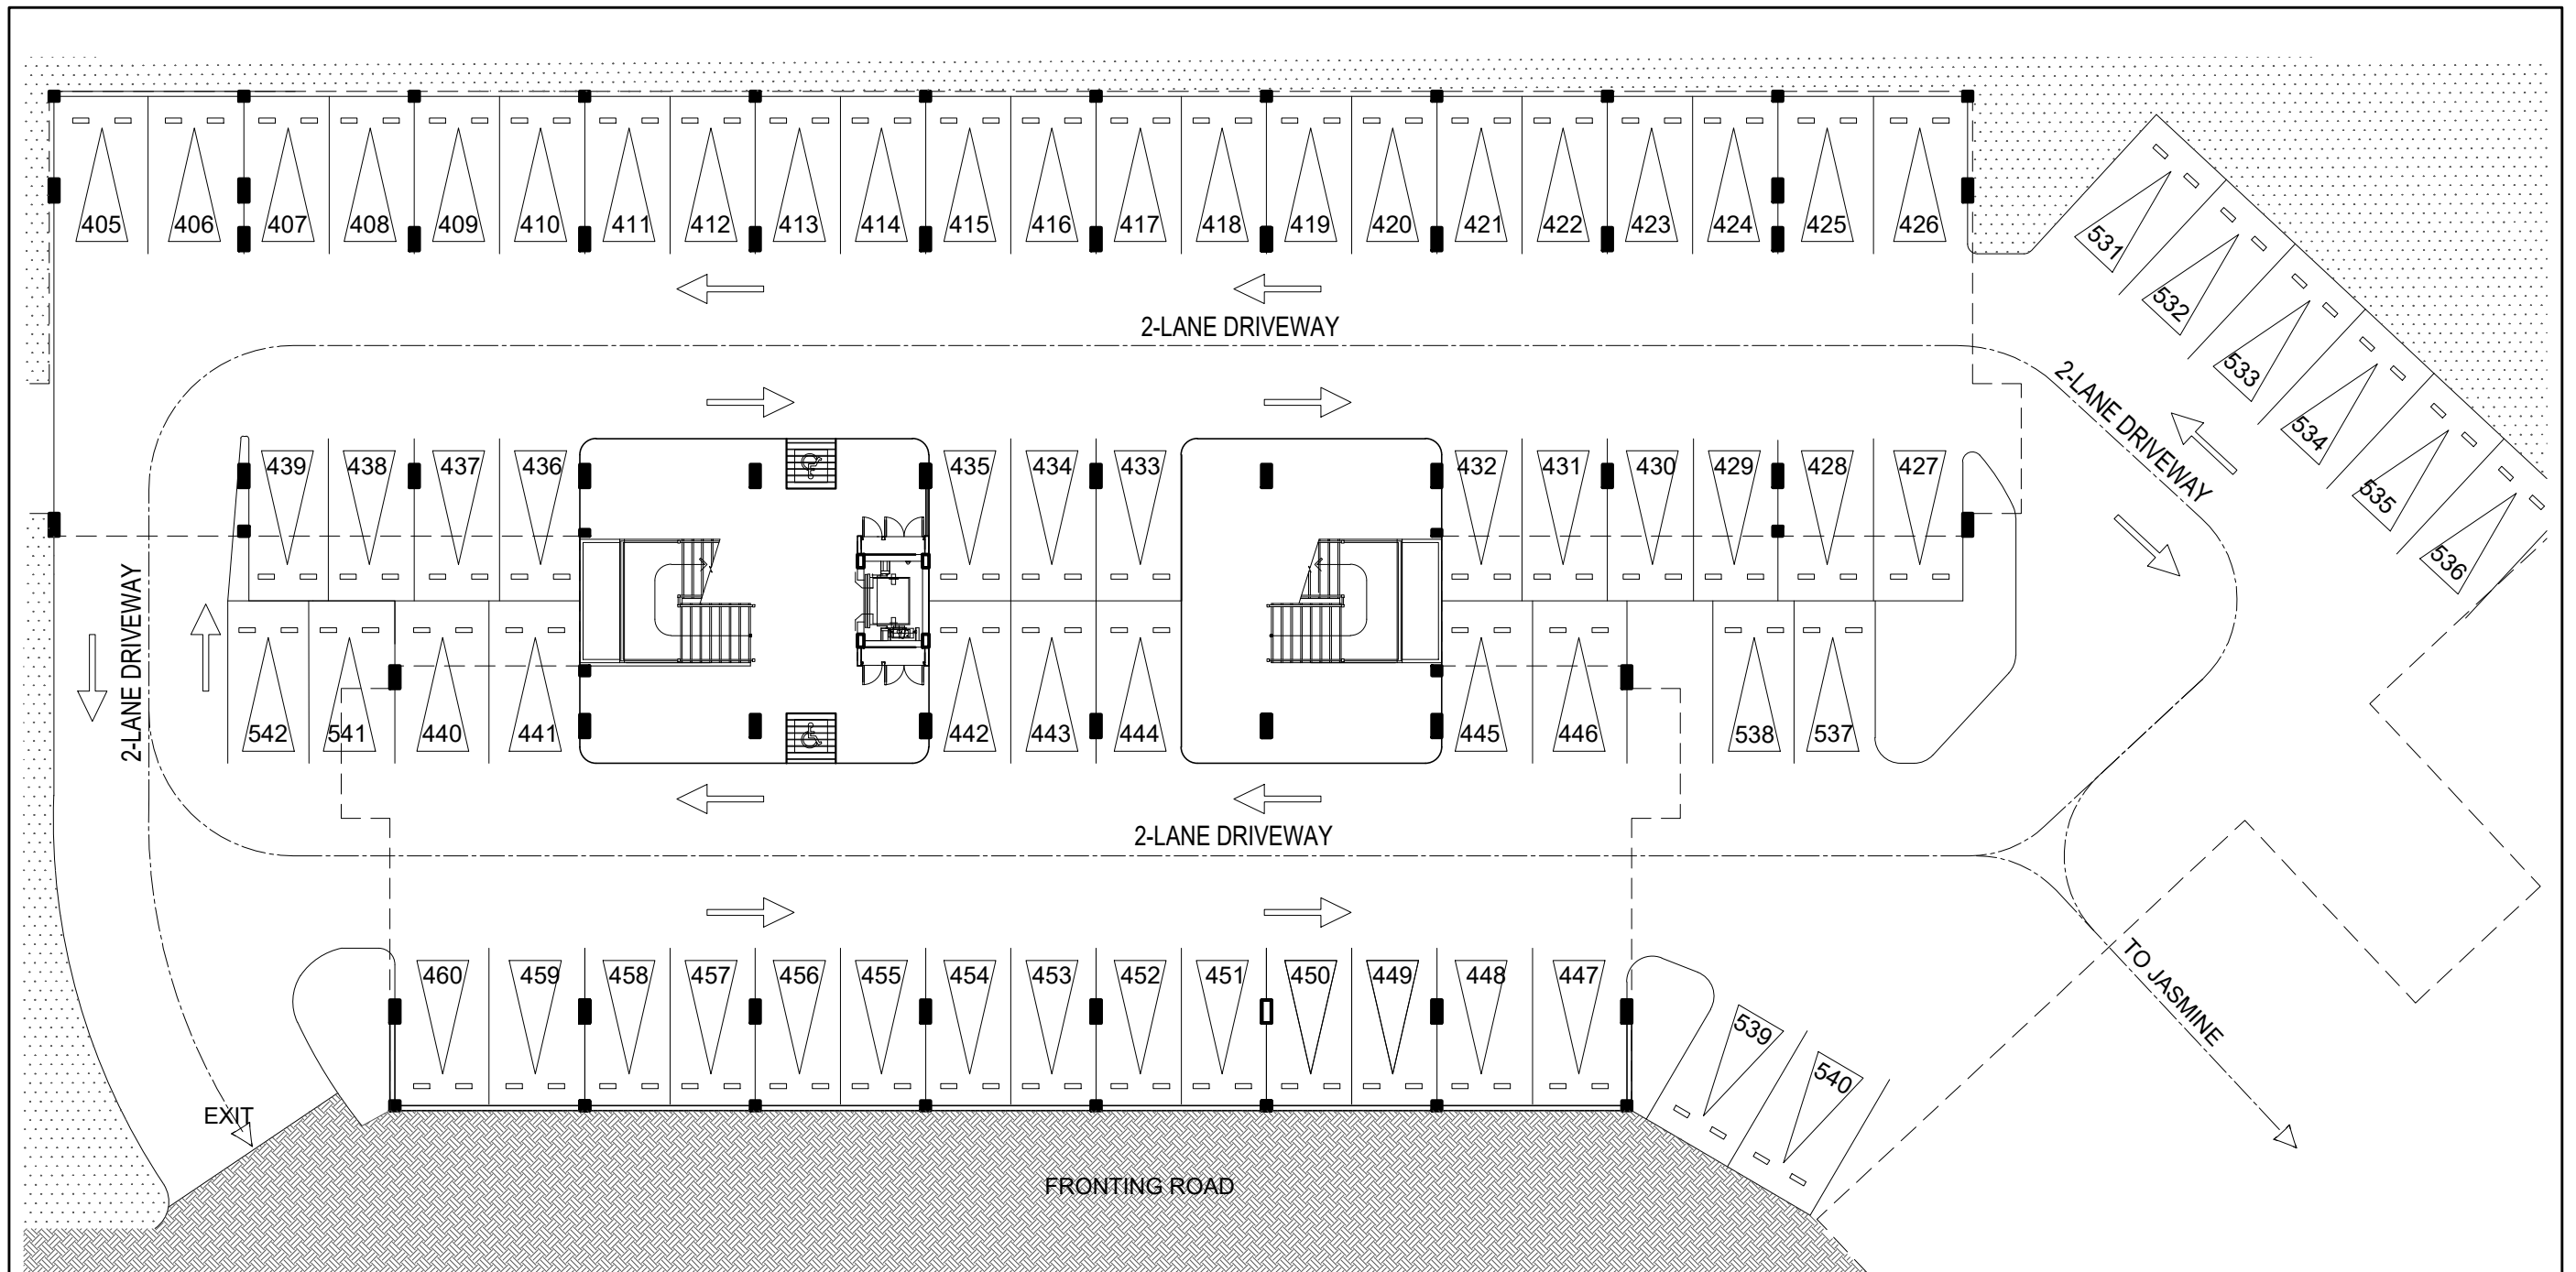 405 406 407 408 409 410 411 412 413 414 415 416 417 418 419 420 421 422 423 424 425 426
531
532
533
534
535
536
2-LANE DRIVEWAY
2-LANE DRIVEWAY
439 438 437 436 435 434 433 432 431 430 429 428 427
2-LANE DRIVEWAY
542 541 440 441 442 443 444 445 446 538 537
2-LANE DRIVEWAY
460 459 458 457 456 455 454 453 452 451 450 449 448 447
539
540
TO JASMINE
EXIT
FRONTING ROAD